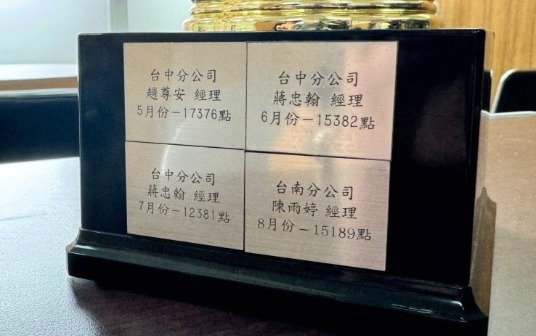 台中分公司
趙尊安 經理
5月份－17376點
台中分公司
蔣忠翰 經理
6月份－15382點
台中分公司
蔣忠翰 經理
7月份－12381點
台南分公司
陳雨婷 經理
8月份－15189點